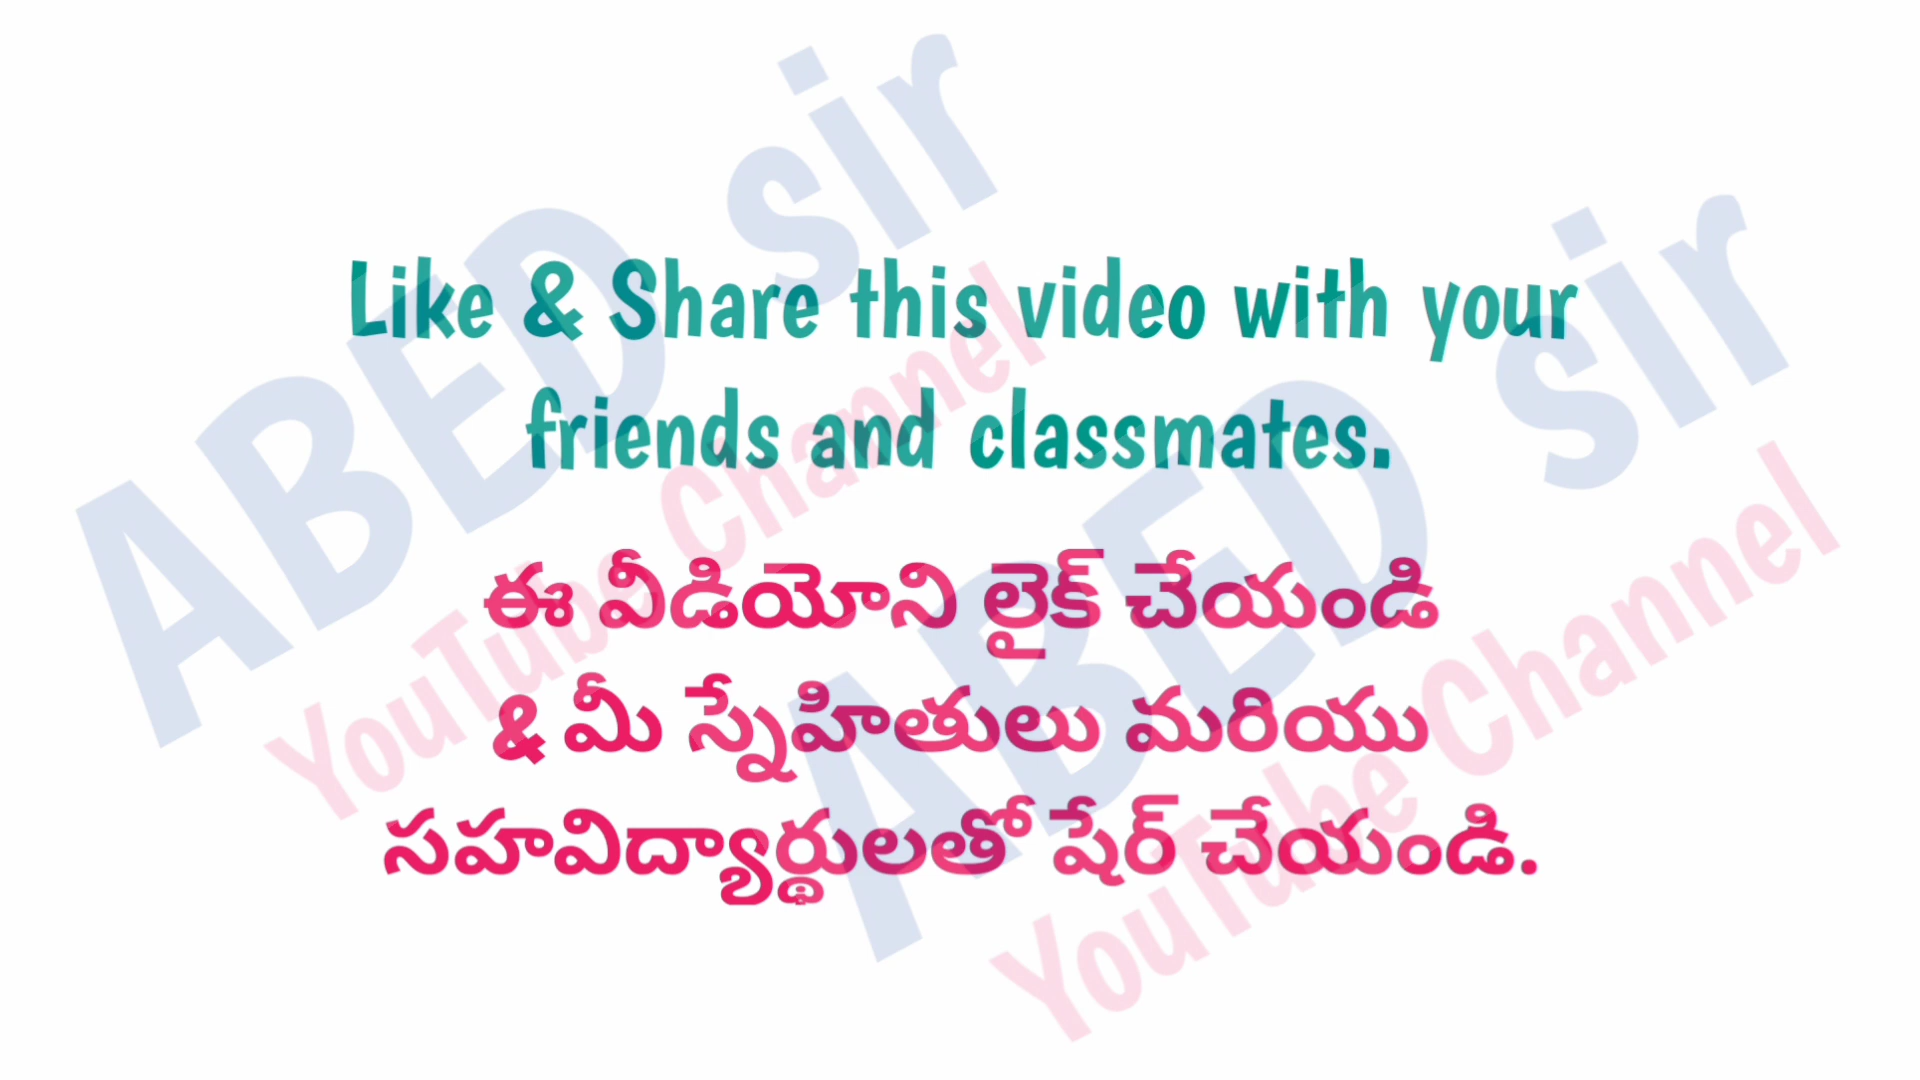 Like & Share this video with your
friends and classmates.
ఈ వీడియోని లైక్ చేయండి
& మీ స్నేహితులు మరియు
సహవిద్యార్థులతో షేర్ చేయండి.
ABED sir
YouTube Channel
ABED sir
YouTube Channel